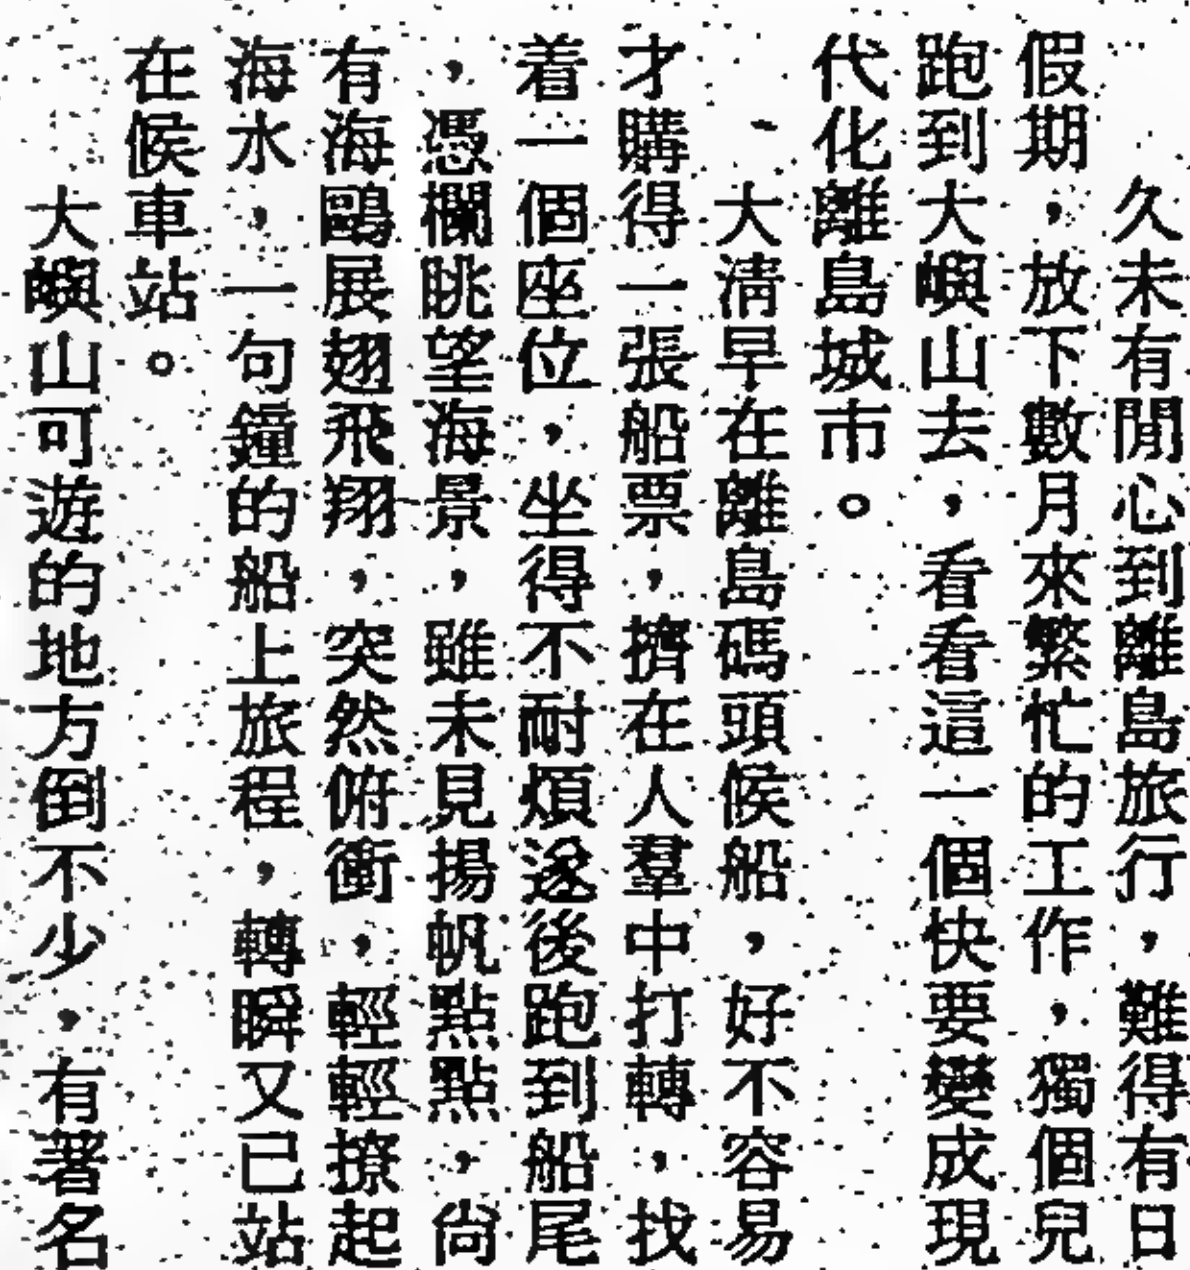 久未有閒心到離島旅行，難得有日
假期，放下數月來繁忙的工作，獨個兒
跑到大嶼山去，看看這一個快要變成現
代化離島城市。
大淸早在離島碼頭候船，好不容易
才購得一張船票，擠在人羣中打轉，找
着一個座位，坐得不耐煩遂後跑到船尾
，憑欄眺望海景，雖未見揚帆點點，尙
有海鷗展翅飛翔，突然俯衝，輕輕撩起
海水，一句鐘的船上旅程，轉瞬又已站
在候車站。
大嶼山可遊的地方倒不少，有著名